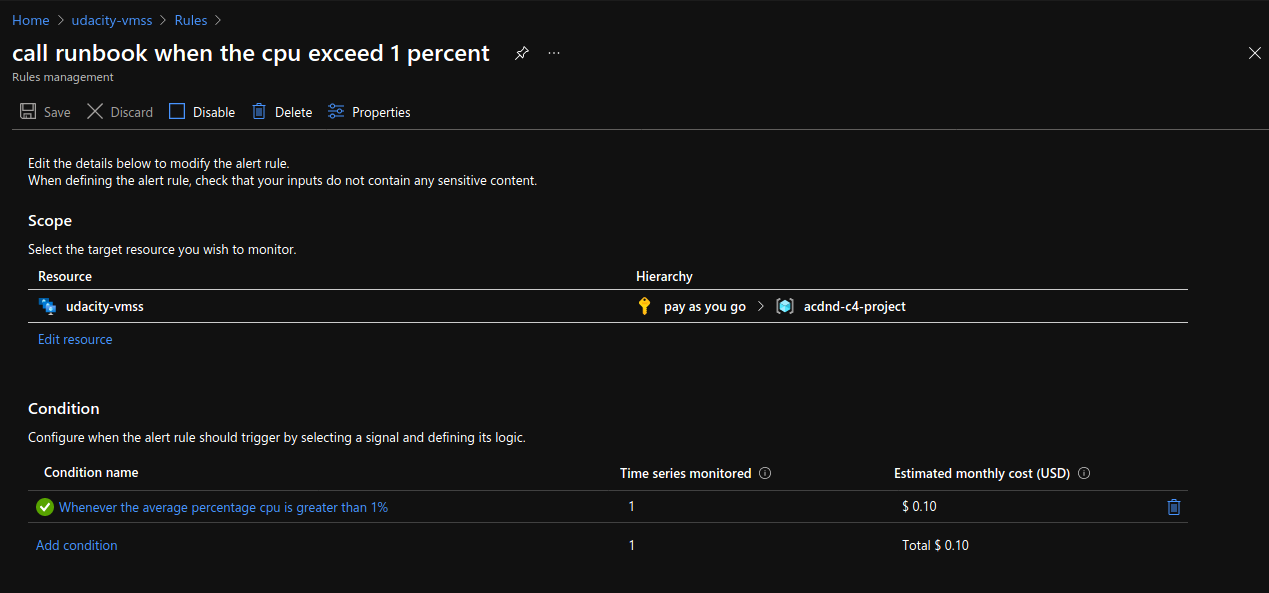 Home > udacity-vmss > Rules >
call runbook when the cpu exceed 1 percent ...
Rules management
Save Discard Disable Delete Properties
Edit the details below to modify the alert rule.
When defining the alert rule, check that your inputs do not contain any sensitive content.
Scope
Select the target resource you wish to monitor.
Resource Hierarchy
udacity-vmss pay as you go > acdnd-c4-project
Edit resource
Condition
Configure when the alert rule should trigger by selecting a signal and defining its logic.
Condition name Time series monitored Estimated monthly cost (USD)
Whenever the average percentage cpu is greater than 1% 1 $ 0.10
Add condition 1 Total $ 0.10